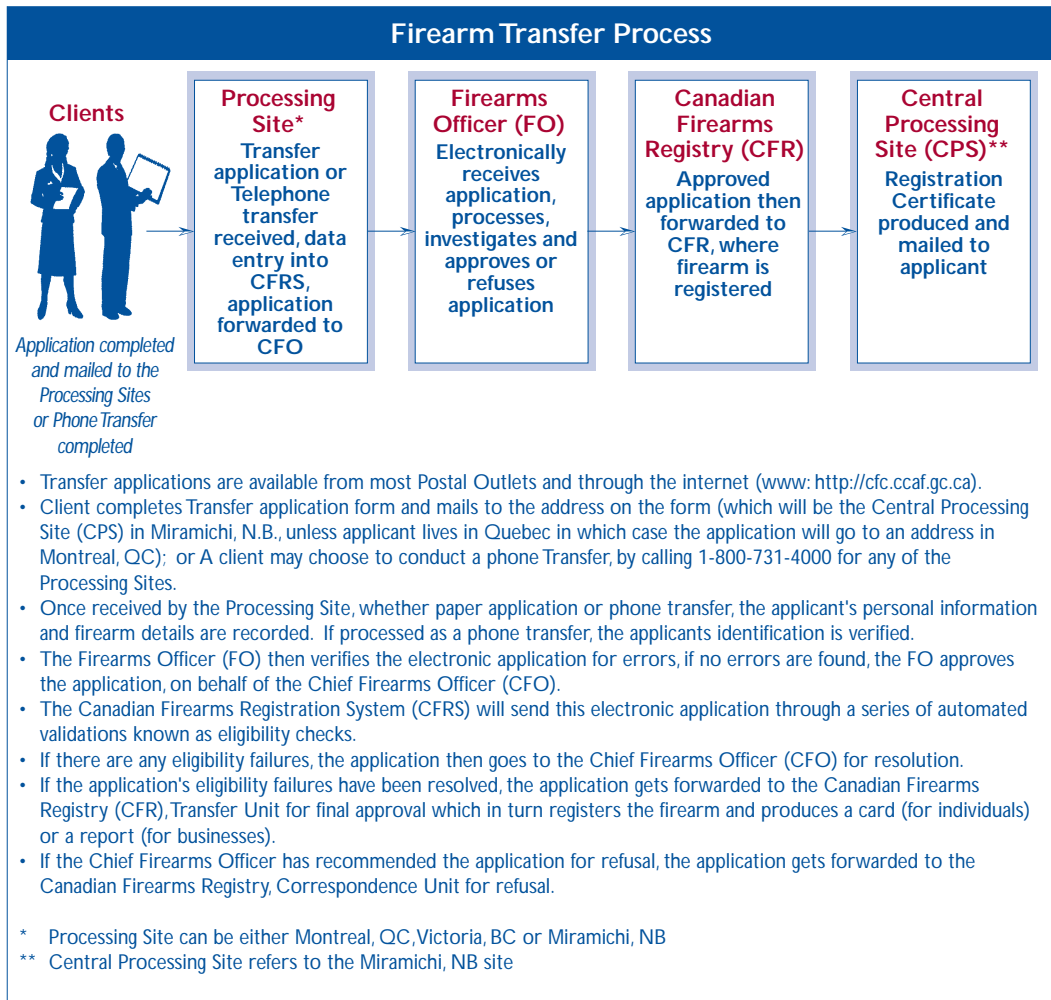 Firearm Transfer Process
Clients
Application completed
and mailed to the
Processing Sites
or Phone Transfer
completed
Processing
Site*
Transfer
application or
Telephone
transfer
received, data
entry into
CFRS,
application
forwarded to
CFO
Firearms
Officer (FO)
Electronically
receives
application,
processes,
investigates and
approves or
refuses
application
Canadian
Firearms
Registry (CFR)
Approved
application then
forwarded to
CFR, where
firearm is
registered
Central
Processing
Site (CPS)**
Registration
Certificate
produced and
mailed to
applicant
• Transfer applications are available from most Postal Outlets and through the internet (www: http://cfc.ccaf.gc.ca).
• Client completes Transfer application form and mails to the address on the form (which will be the Central Processing
Site (CPS) in Miramichi, N.B., unless applicant lives in Quebec in which case the application will go to an address in
Montreal, QC); or A client may choose to conduct a phone Transfer, by calling 1-800-731-4000 for any of the
Processing Sites.
• Once received by the Processing Site, whether paper application or phone transfer, the applicant's personal information
and firearm details are recorded. If processed as a phone transfer, the applicants identification is verified.
• The Firearms Officer (FO) then verifies the electronic application for errors, if no errors are found, the FO approves
the application, on behalf of the Chief Firearms Officer (CFO).
• The Canadian Firearms Registration System (CFRS) will send this electronic application through a series of automated
validations known as eligibility checks.
• If there are any eligibility failures, the application then goes to the Chief Firearms Officer (CFO) for resolution.
• If the application's eligibility failures have been resolved, the application gets forwarded to the Canadian Firearms
Registry (CFR), Transfer Unit for final approval which in turn registers the firearm and produces a card (for individuals)
or a report (for businesses).
• If the Chief Firearms Officer has recommended the application for refusal, the application gets forwarded to the
Canadian Firearms Registry, Correspondence Unit for refusal.
* Processing Site can be either Montreal, QC, Victoria, BC or Miramichi, NB
** Central Processing Site refers to the Miramichi, NB site